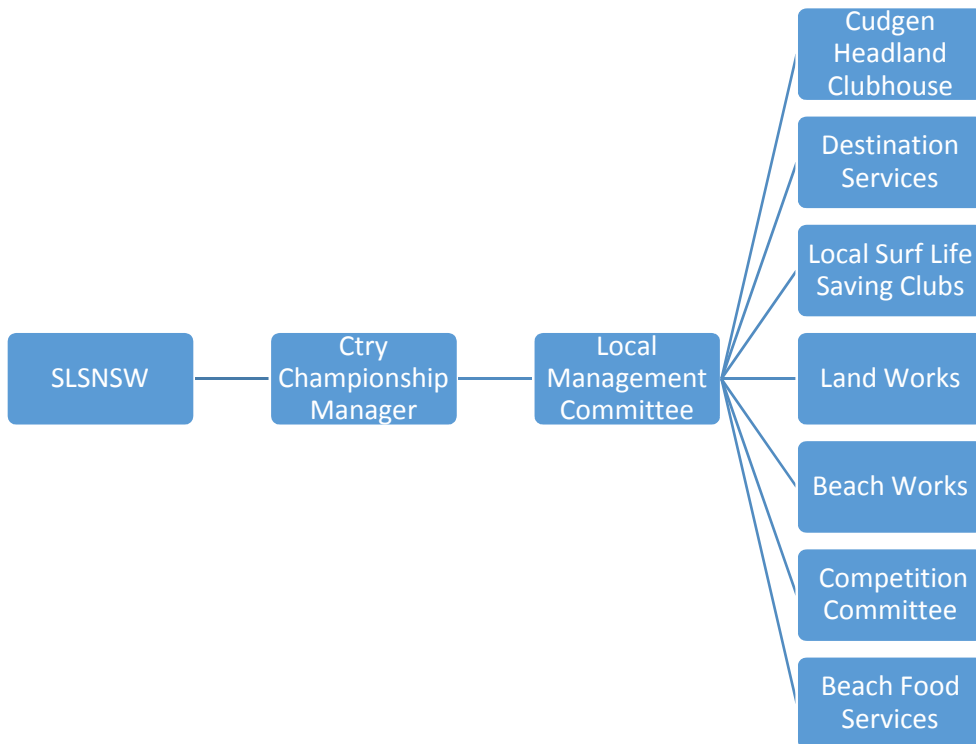 SLSNSW
Ctry
Championship
Manager
Local
Management
Committee
Cudgen
Headland
Clubhouse
Destination
Services
Local Surf Life
Saving Clubs
Land Works
Beach Works
Competition
Committee
Beach Food
Services